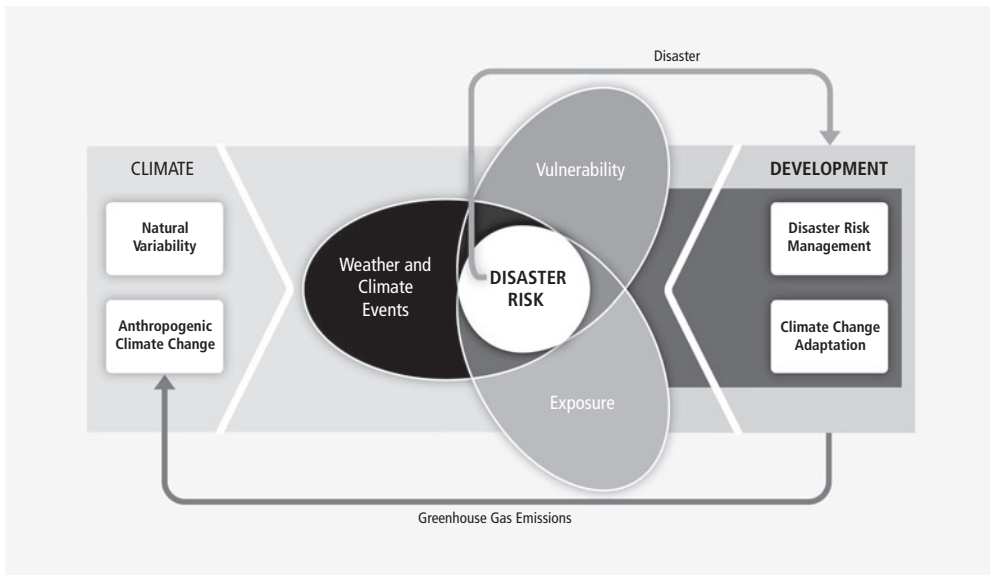 Disaster
CLIMATE
Natural
Variability
Anthropogenic
Climate Change
Weather and
Climate
Events
Vulnerability
DISASTER
RISK
Exposure
DEVELOPMENT
Disaster Risk
Management
Climate Change
Adaptation
Greenhouse Gas Emissions